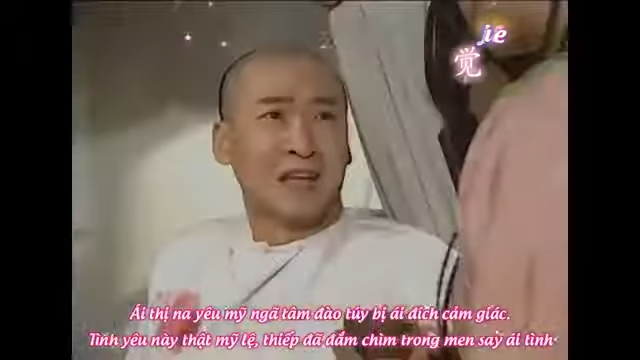 jié
觉
Ái thị na yêu mỹ ngã tâm đào túy bị ái đích cảm giác.
Tình yêu này thật mỹ lệ, thiếp đã đắm chìm trong men say ái tình